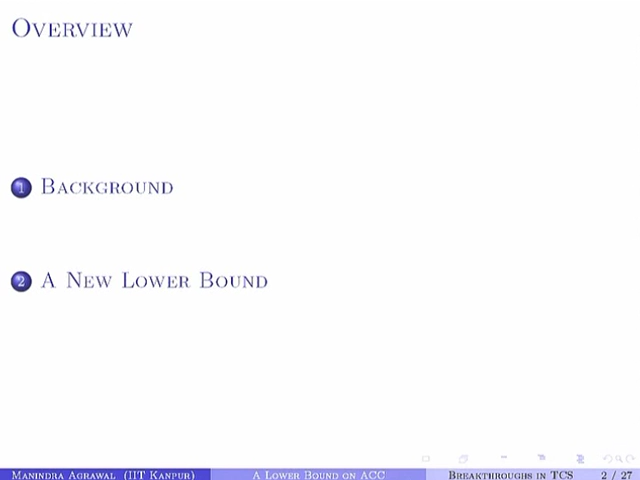 Overview
1 Background
2 A New Lower Bound
Manindra Agrawal (IIT Kanpur) A Lower Bound on ACC Breakthroughs in TCS 2 / 27